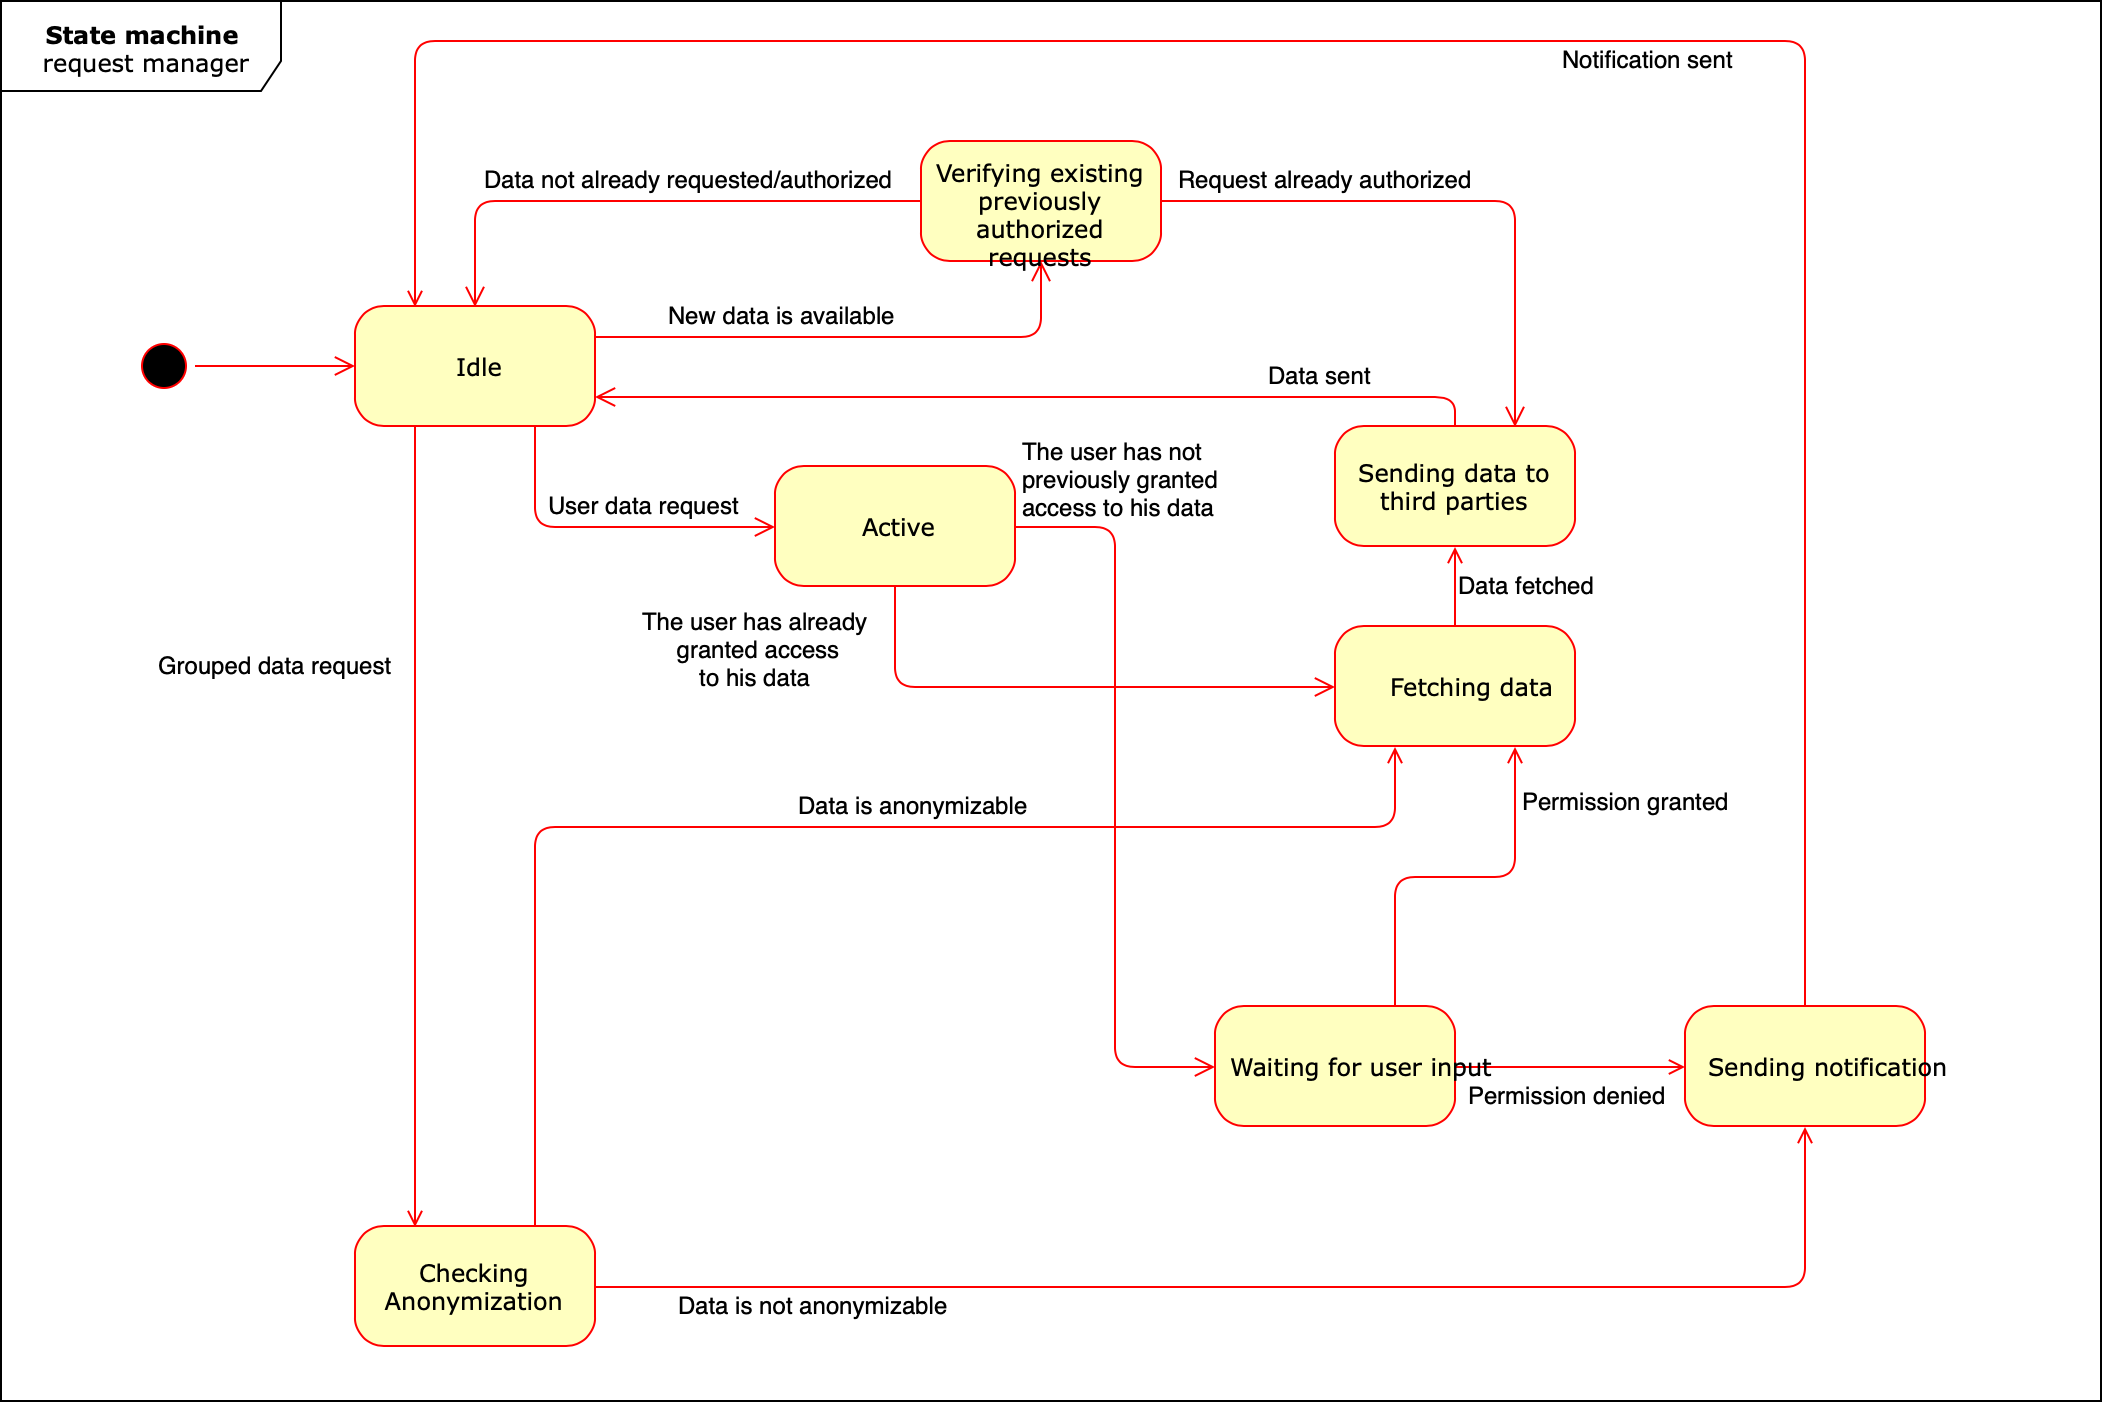 State machine
request manager
Notification sent
Data not already requested/authorized
Verifying existing
previously
authorized
requests
Request already authorized
New data is available
Idle
Data sent
The user has not
previously granted
access to his data
User data request
Active
Sending data to
third parties
Data fetched
The user has already
granted access
to his data
Grouped data request
Fetching data
Data is anonymizable
Permission granted
Waiting for user input
Permission denied
Sending notification
Checking
Anonymization
Data is not anonymizable